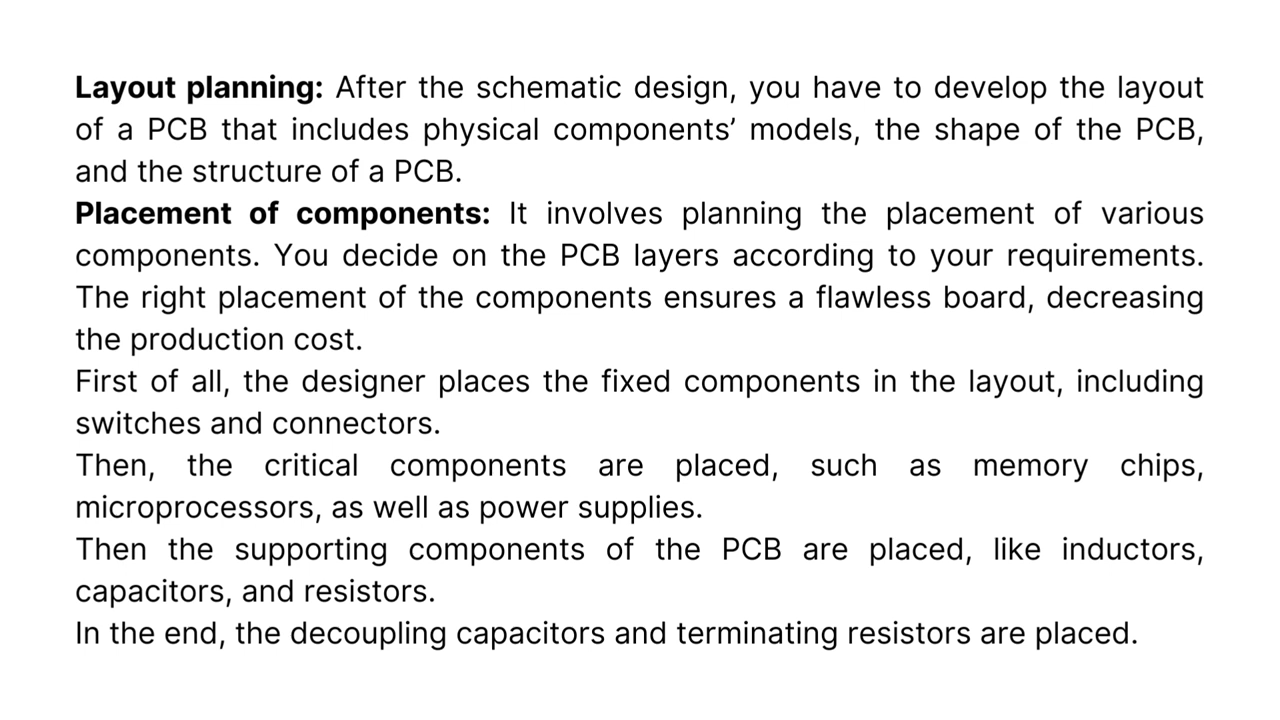 Layout planning: After the schematic design, you have to develop the layout
of a PCB that includes physical components’ models, the shape of the PCB,
and the structure of a PCB.
Placement of components: It involves planning the placement of various
components. You decide on the PCB layers according to your requirements.
The right placement of the components ensures a flawless board, decreasing
the production cost.
First of all, the designer places the fixed components in the layout, including
switches and connectors.
Then, the critical components are placed, such as memory chips,
microprocessors, as well as power supplies.
Then the supporting components of the PCB are placed, like inductors,
capacitors, and resistors.
In the end, the decoupling capacitors and terminating resistors are placed.